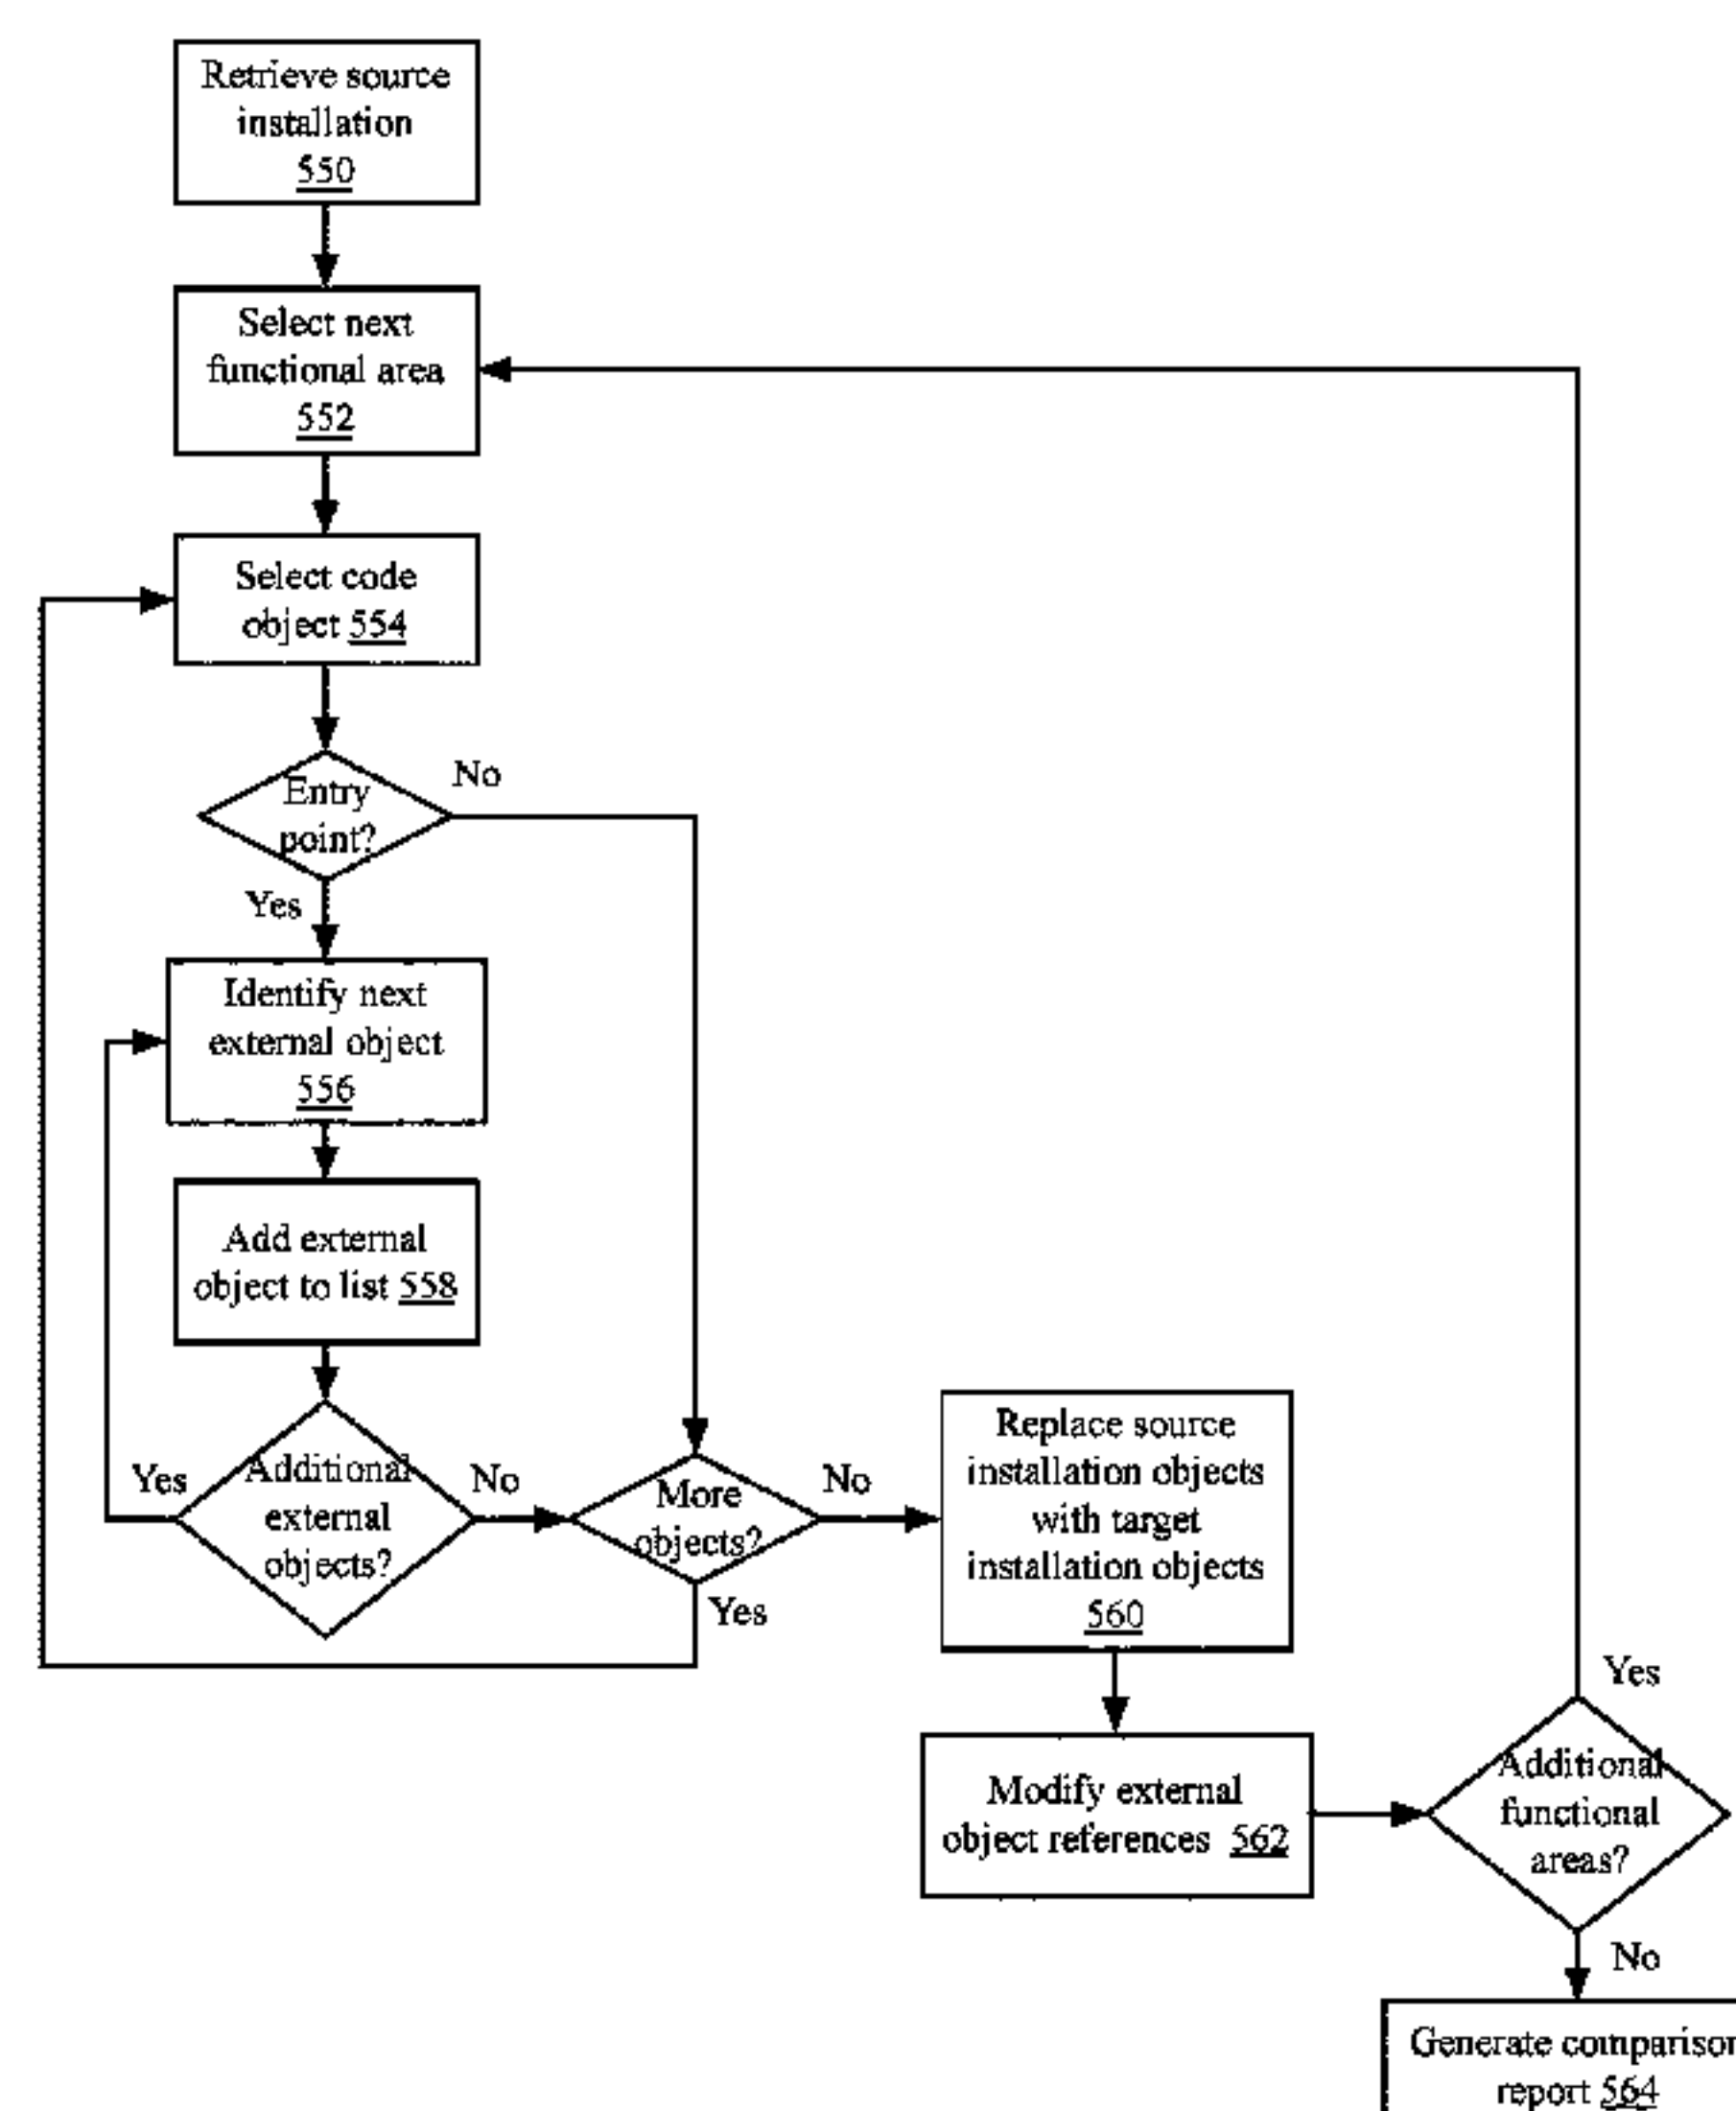 Retrieve source
installation
550
Select next
functional area
552
Select code
object 554
Entry
point?
No
Yes
Identify next
external object
556
Add external
object to list 558
Additional
external
objects?
Yes
No
More
objects?
No
Yes
Replace source
installation objects
with target
installation objects
560
Modify external
object references 562
Additional
functional
areas?
Yes
No
Generate comparison
report 564